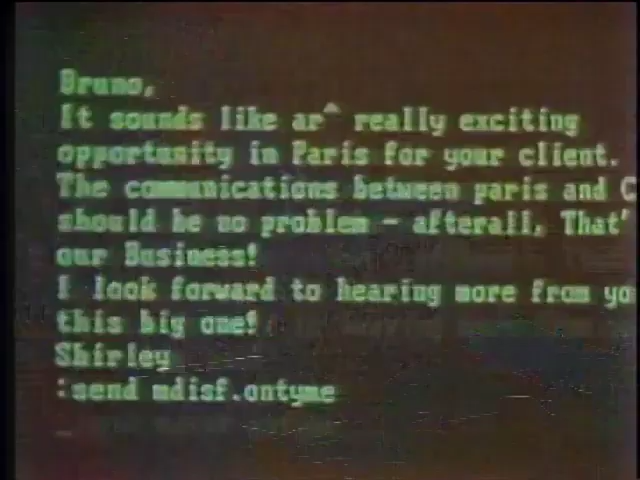 Bruno,
It sounds like ar^ really exciting
opportunity in Paris for your client.
The communications between paris and C
should be no problem - afterall, That'
our Business!
I look forward to hearing more from yo
this big one!
Shirley
:send mdisf.ontyme